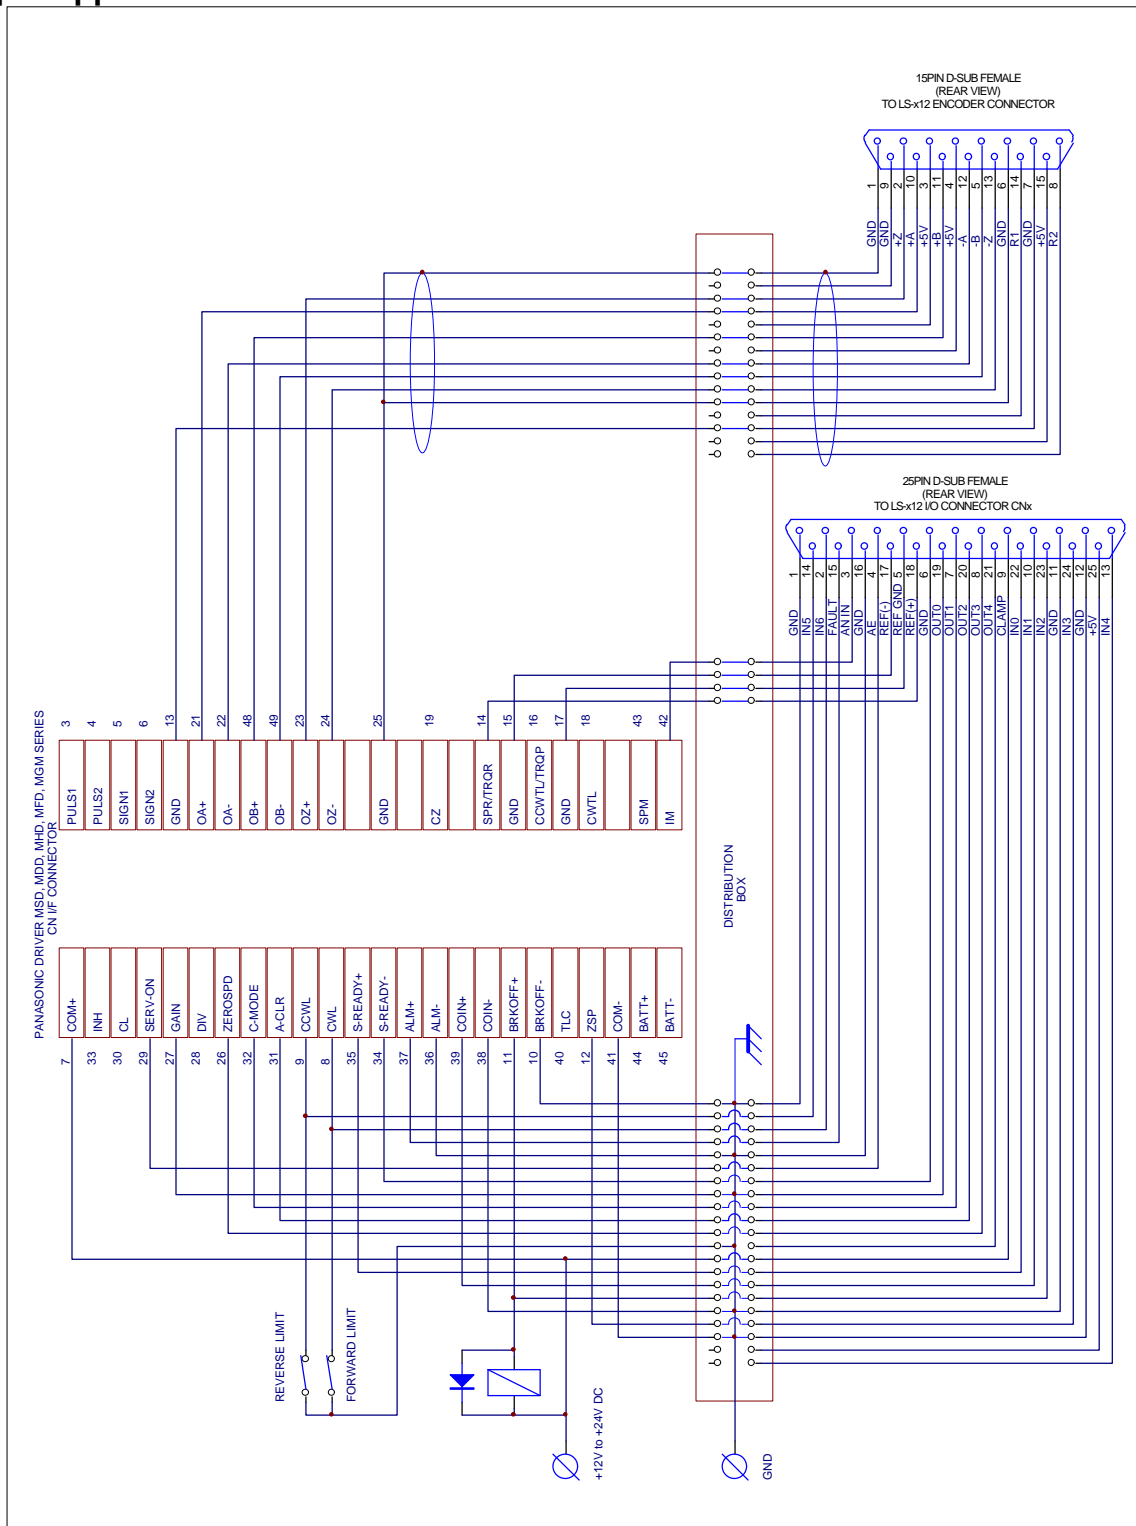 15PIN D-SUB FEMALE
(REAR VIEW)
TO LS-x12 ENCODER CONNECTOR
1
9
2
10
3
11
4
12
5
13
6
14
7
15
8
GND
GND
+Z
+A
+5V
+B
+5V
-A
-B
-Z
GND
R1
GND
+5V
R2
25PIN D-SUB FEMALE
(REAR VIEW)
TO LS-x12 I/O CONNECTOR CNx
1
14
2
15
3
16
4
17
5
18
6
19
7
20
8
21
9
22
10
23
11
24
12
25
13
GND
IN5
IN6
FAULT
AN IN
GND
AE
REF(-)
REF GND
REF(+)
GND
OUT0
OUT1
OUT2
OUT3
OUT4
CLAMP
IN0
IN1
IN2
GND
IN3
GND
+5V
IN4
PANASONIC DRIVER MSD, MDD, MHD, MFD, MGM SERIES
CN I/F CONNECTOR
3
4
5
6
13
21
22
48
49
23
24
25
19
14
15
16
17
18
43
42
PULS1
PULS2
SIGN1
SIGN2
GND
OA+
OA-
OB+
OB-
OZ+
OZ-
GND
CZ
SPR/TRQR
GND
CCWTL/TRQP
GND
CWTL
SPM
IM
DISTRIBUTION
BOX
COM+
INH
CL
SERV-ON
GAIN
DIV
ZEROSPD
C-MODE
A-CLR
CCWL
CWL
S-READY+
S-READY-
ALM+
ALM-
COIN+
COIN-
BRKOFF+
BRKOFF-
TLC
ZSP
COM-
BATT+
BATT-
7
33
30
29
27
28
26
32
31
9
8
35
34
37
36
39
38
11
10
40
12
41
44
45
REVERSE LIMIT
FORWARD LIMIT
+12V to +24V DC
GND